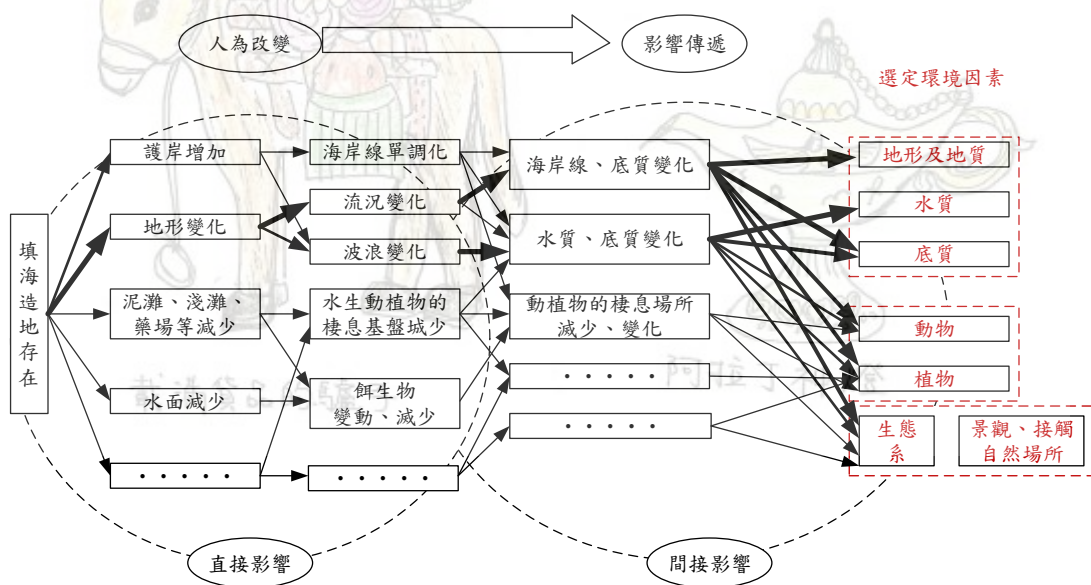 人為改變
影響傳遞
選定環境因素
填海造地存在
護岸增加
地形變化
泥灘、淺灘、
藥場等減少
水面減少
· · · · ·
海岸線單調化
流況變化
波浪變化
水生動植物的
棲息基盤城少
餌生物
變動、減少
· · · · ·
海岸線、底質變化
水質、底質變化
動植物的棲息場所
減少、變化
· · · · ·
· · · · ·
地形及地質
水質
底質
動物
植物
生態
系
景觀、接觸
自然場所
直接影響
間接影響